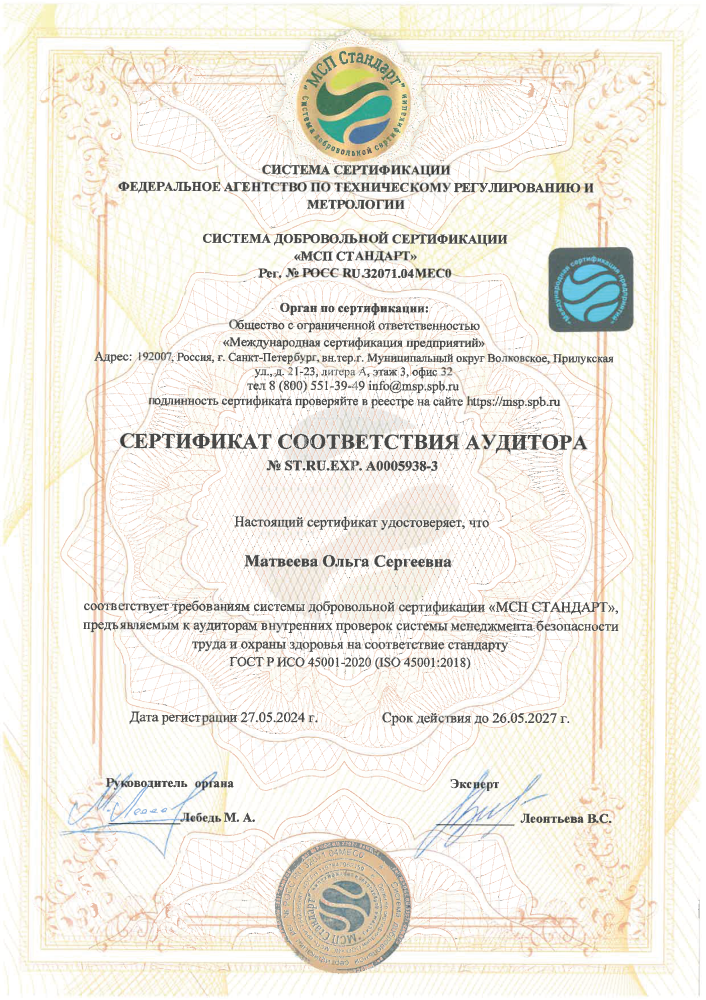 "МСП Стандарт"
Система добровольной сертификации
СИСТЕМА СЕРТИФИКАЦИИ
ФЕДЕРАЛЬНОЕ АГЕНТСТВО ПО ТЕХНИЧЕСКОМУ РЕГУЛИРОВАНИЮ И
МЕТРОЛОГИИ
СИСТЕМА ДОБРОВОЛЬНОЙ СЕРТИФИКАЦИИ
«МСП СТАНДАРТ»
Рег. № РОСС RU.32071.04МЕС0
«Международная сертификация предприятий»
Орган по сертификации:
Общество с ограниченной ответственностью
«Международная сертификация предприятий»
Адрес: 192007, Россия, г. Санкт-Петербург, вн.тер.г. Муниципальный округ Волковское, Прилукская
ул., д. 21-23, литера А, этаж 3, офис 32
тел 8 (800) 551-39-49 info@msp.spb.ru
подлинность сертификата проверяйте в реестре на сайте https://msp.spb.ru
СЕРТИФИКАТ СООТВЕТСТВИЯ АУДИТОРА
№ ST.RU.EXP. A0005938-3
Настоящий сертификат удостоверяет, что
Матвеева Ольга Сергеевна
соответствует требованиям системы добровольной сертификации «МСП СТАНДАРТ»,
предъявляемым к аудиторам внутренних проверок системы менеджмента безопасности
труда и охраны здоровья на соответствие стандарту
ГОСТ Р ИСО 45001-2020 (ISO 45001:2018)
Дата регистрации 27.05.2024 г. Срок действия до 26.05.2027 г.
Руководитель органа Эксперт
Лебедь М. А. Леонтьева В.С.
"МСП Стандарт"